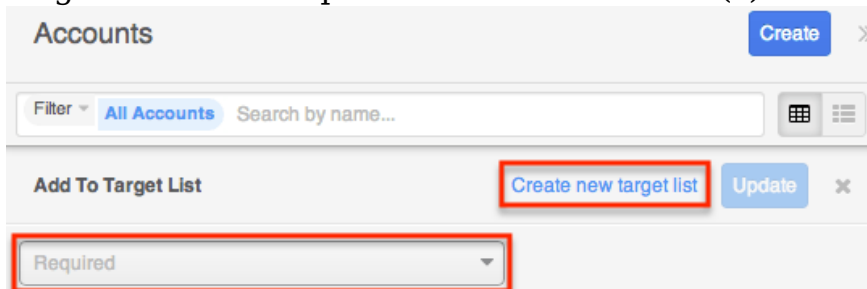 Accounts
Create
Filter All Accounts Search by name...
Add To Target List Create new target list Update
Required